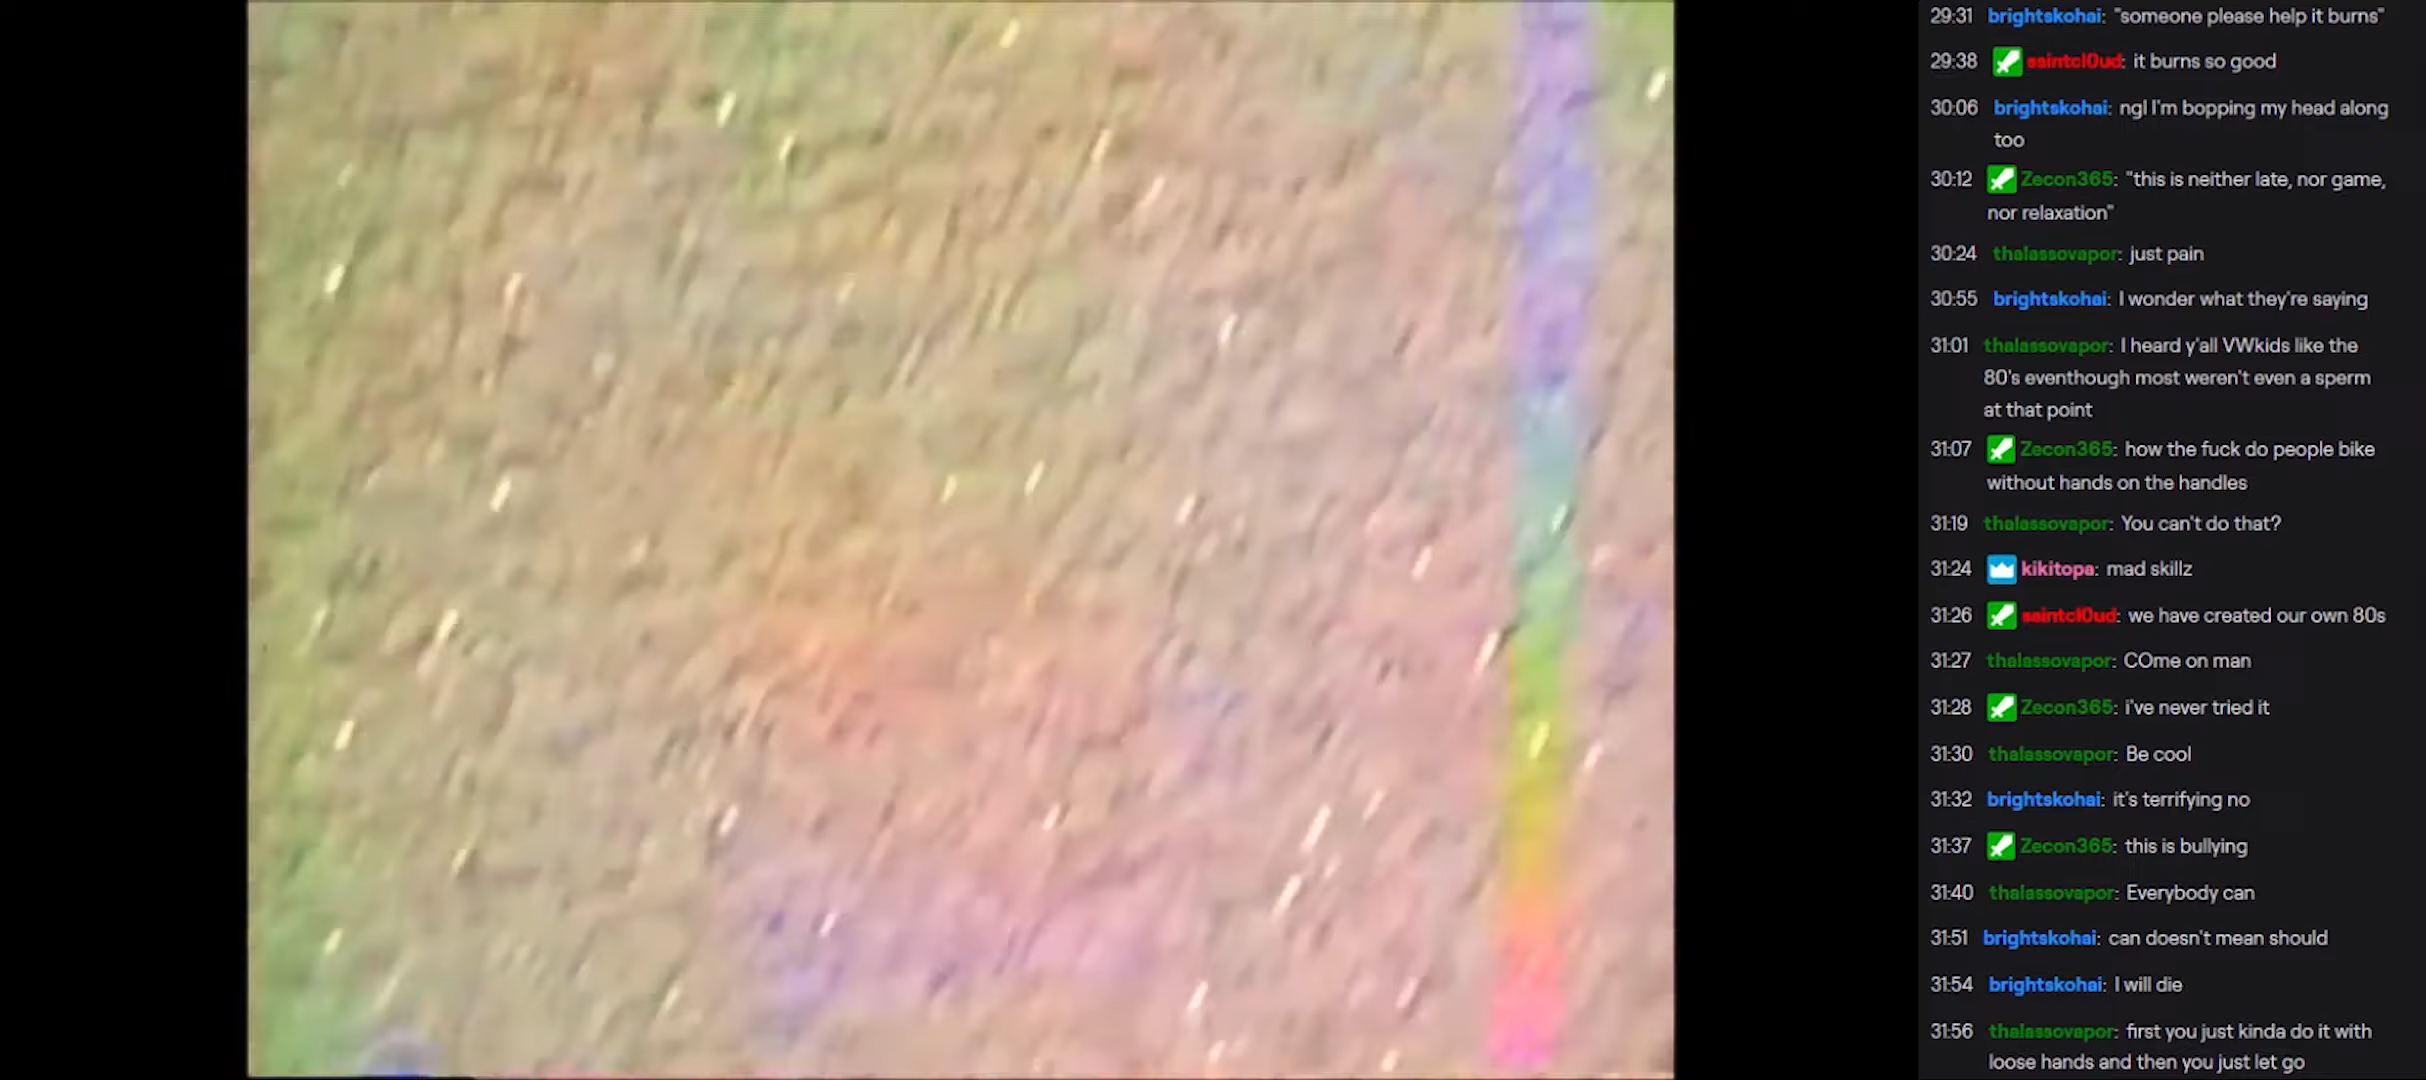 29:31 brightskohai: "someone please help it burns"
29:38 saintcl0ud: it burns so good
30:06 brightskohai: ngl I'm bopping my head along
too
30:12 Zecon365: "this is neither late, nor game,
nor relaxation"
30:24 thalassovapor: just pain
30:55 brightskohai: I wonder what they're saying
31:01 thalassovapor: I heard y'all VWkids like the
80's eventhough most weren't even a sperm
at that point
31:07 Zecon365: how the fuck do people bike
without hands on the handles
31:19 thalassovapor: You can't do that?
31:24 kikitopa: mad skillz
31:26 saintcl0ud: we have created our own 80s
31:27 thalassovapor: COme on man
31:28 Zecon365: i've never tried it
31:30 thalassovapor: Be cool
31:32 brightskohai: it's terrifying no
31:37 Zecon365: this is bullying
31:40 thalassovapor: Everybody can
31:51 brightskohai: can doesn't mean should
31:54 brightskohai: I will die
31:56 thalassovapor: first you just kinda do it with
loose hands and then you just let go